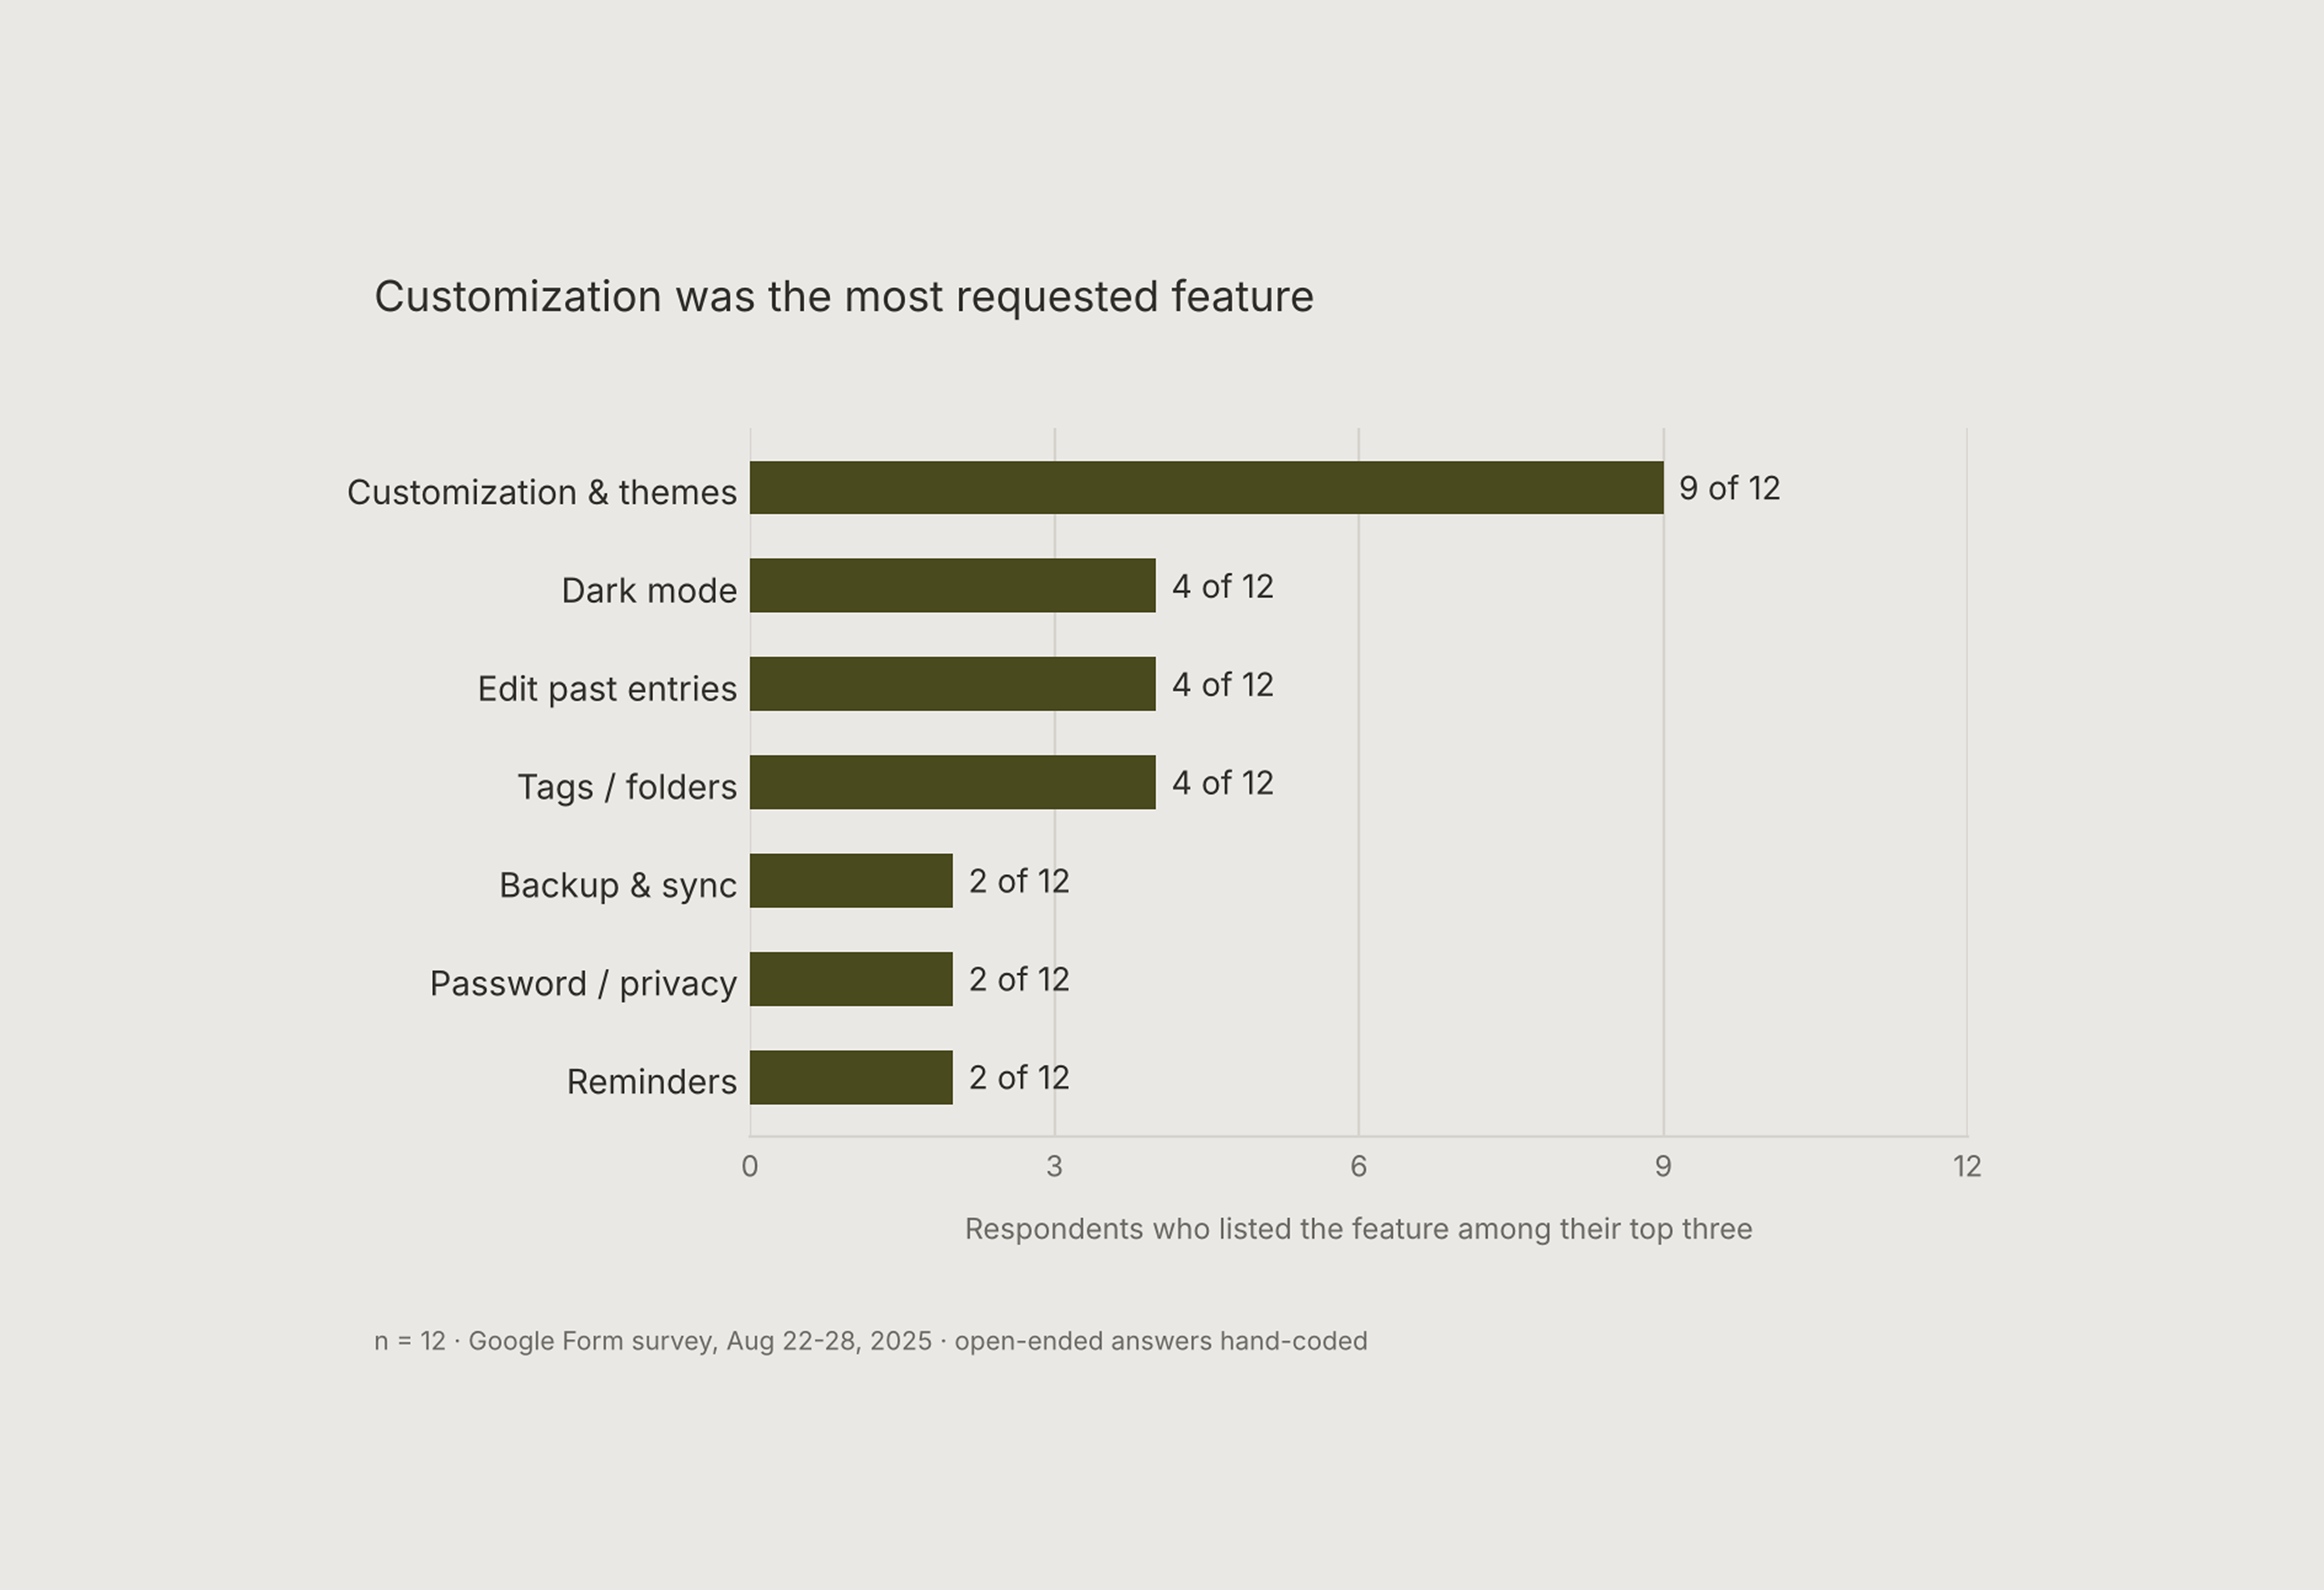 Customization was the most requested feature
Customization & themes 9 of 12
Dark mode 4 of 12
Edit past entries 4 of 12
Tags / folders 4 of 12
Backup & sync 2 of 12
Password / privacy 2 of 12
Reminders 2 of 12
0 3 6 9 12
Respondents who listed the feature among their top three
n = 12 · Google Form survey, Aug 22-28, 2025 · open-ended answers hand-coded